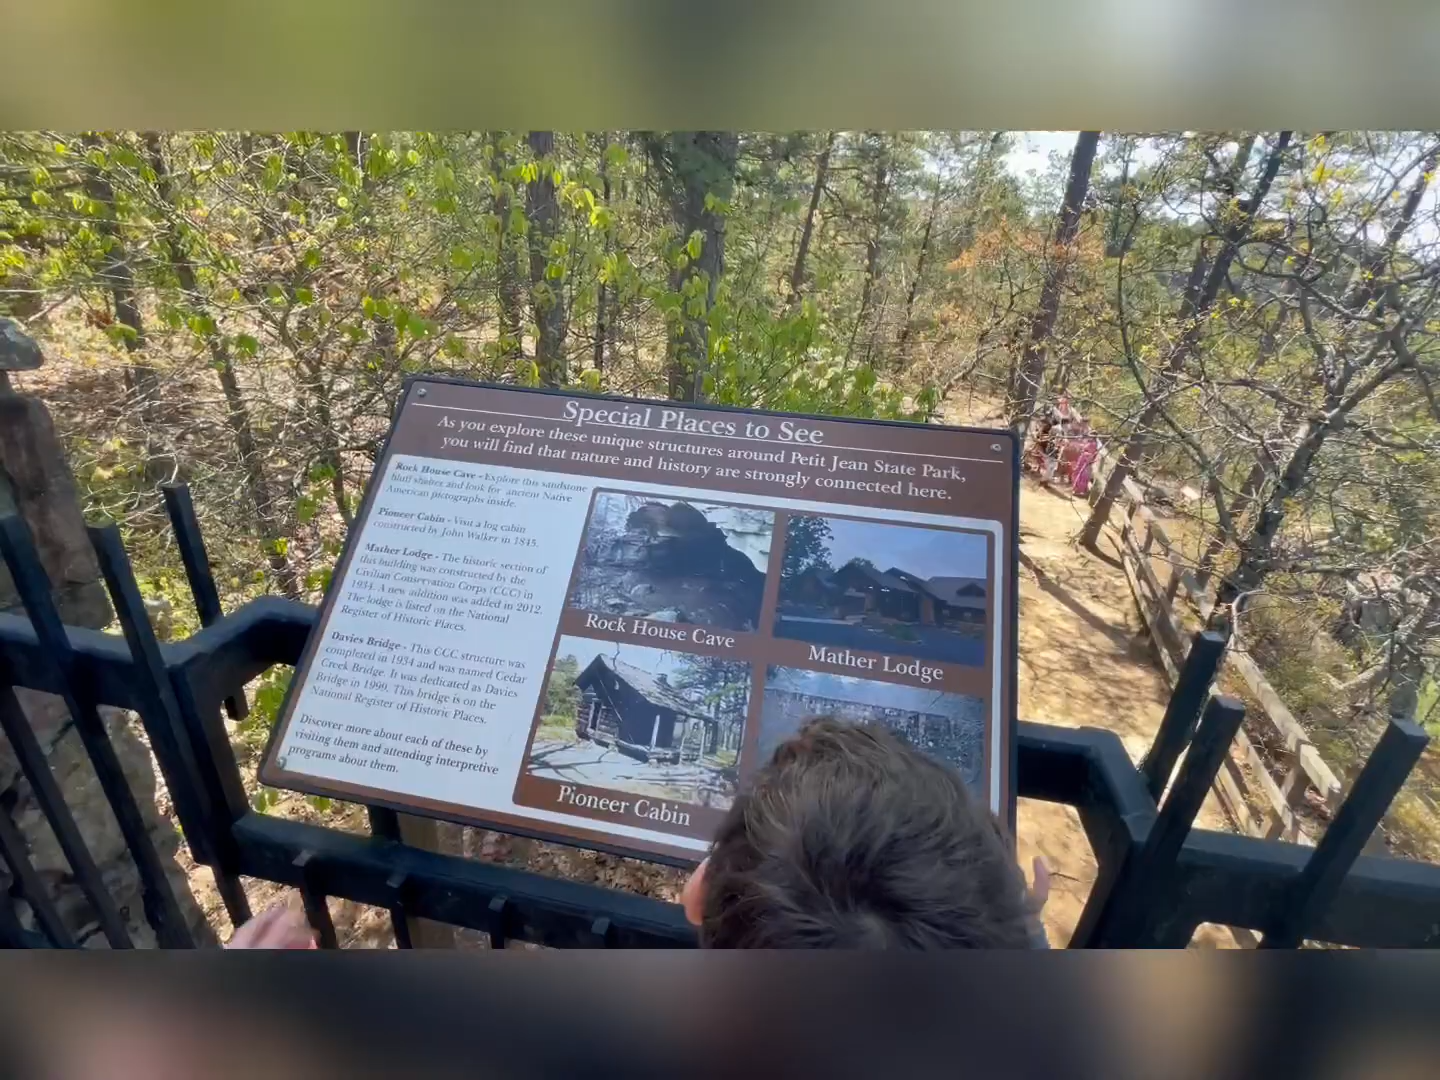 Special Places to See
As you explore these unique structures around Petit Jean State Park,
you will find that nature and history are strongly connected here.
Rock House Cave - Explore this sandstone
bluff shelter and look for ancient Native
American pictographs inside.
Pioneer Cabin - Visit a log cabin
constructed by John Walker in 1845.
Mather Lodge - The historic section of
this building was constructed by the
Civilian Conservation Corps (CCC) in
1934. A new addition was added in 2012.
The lodge is listed on the National
Register of Historic Places.
Davies Bridge - This CCC structure was
completed in 1934 and was named Cedar
Creek Bridge. It was dedicated as Davies
Bridge in 1999. This bridge is on the
National Register of Historic Places.
Discover more about each of these by
visiting them and attending interpretive
programs about them.
Rock House Cave
Mather Lodge
Pioneer Cabin